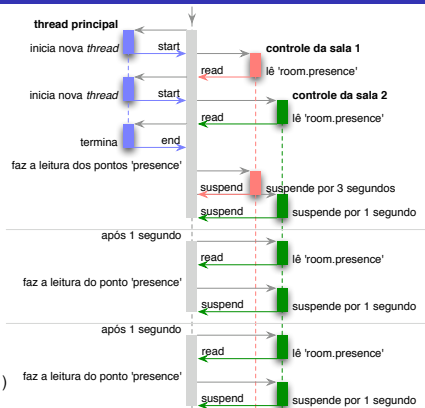 thread principal
inicia nova thread
start
controle da sala 1
read
lê 'room.presence'
inicia nova thread
start
controle da sala 2
read
lê 'room.presence'
termina
end
faz a leitura dos pontos 'presence'
suspend
suspende por 3 segundos
suspend
suspende por 1 segundo
após 1 segundo
read
lê 'room.presence'
faz a leitura do ponto 'presence'
suspend
suspende por 1 segundo
após 1 segundo
read
lê 'room.presence'
)
faz a leitura do ponto 'presence'
suspend
suspende por 1 segundo